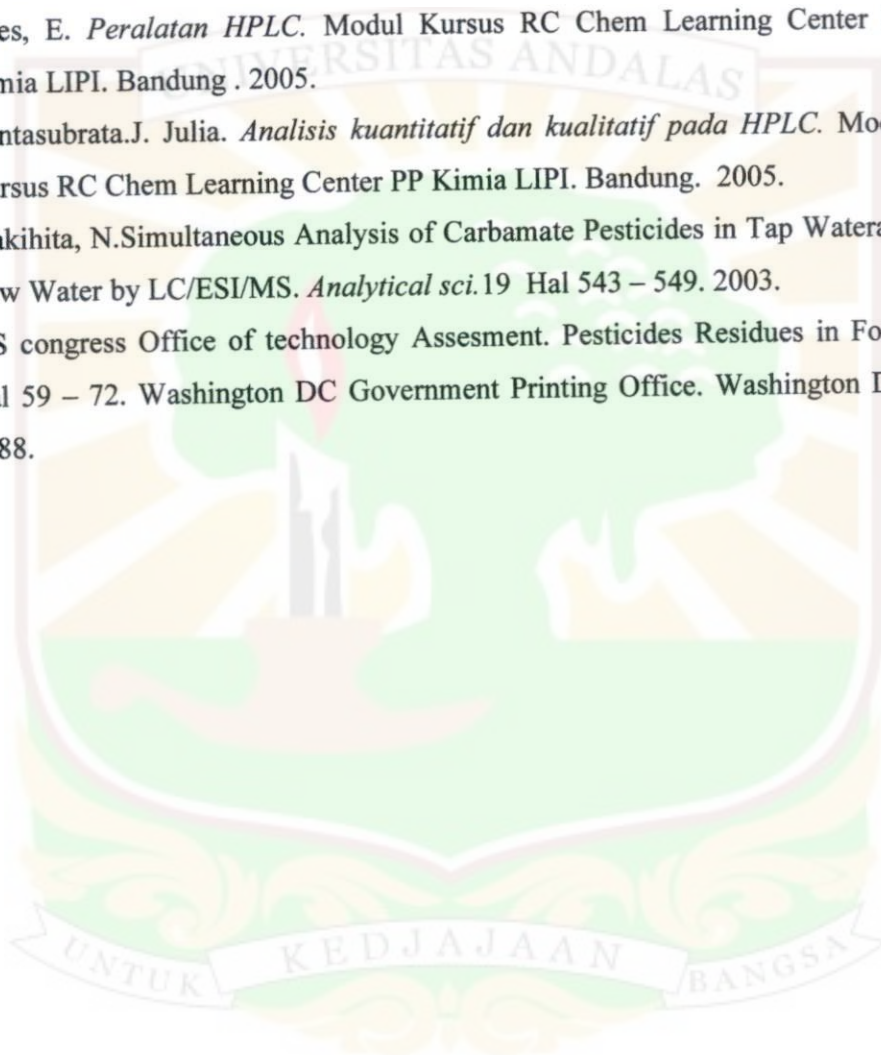 es, E. Peralatan HPLC. Modul Kursus RC Chem Learning Center
mia LIPI. Bandung . 2005.
UNIVERSITAS ANDALAS
ntasubrata.J. Julia. Analisis kuantitatif dan kualitatif pada HPLC. Mo
ursus RC Chem Learning Center PP Kimia LIPI. Bandung. 2005.
akihita, N.Simultaneous Analysis of Carbamate Pesticides in Tap Watera
w Water by LC/ESI/MS. Analytical sci.19 Hal 543 – 549. 2003.
S congress Office of technology Assesment. Pesticides Residues in Fo
l 59 – 72. Washington DC Government Printing Office. Washington D
88.
UNTUK KEDJAJAAN BANGSA